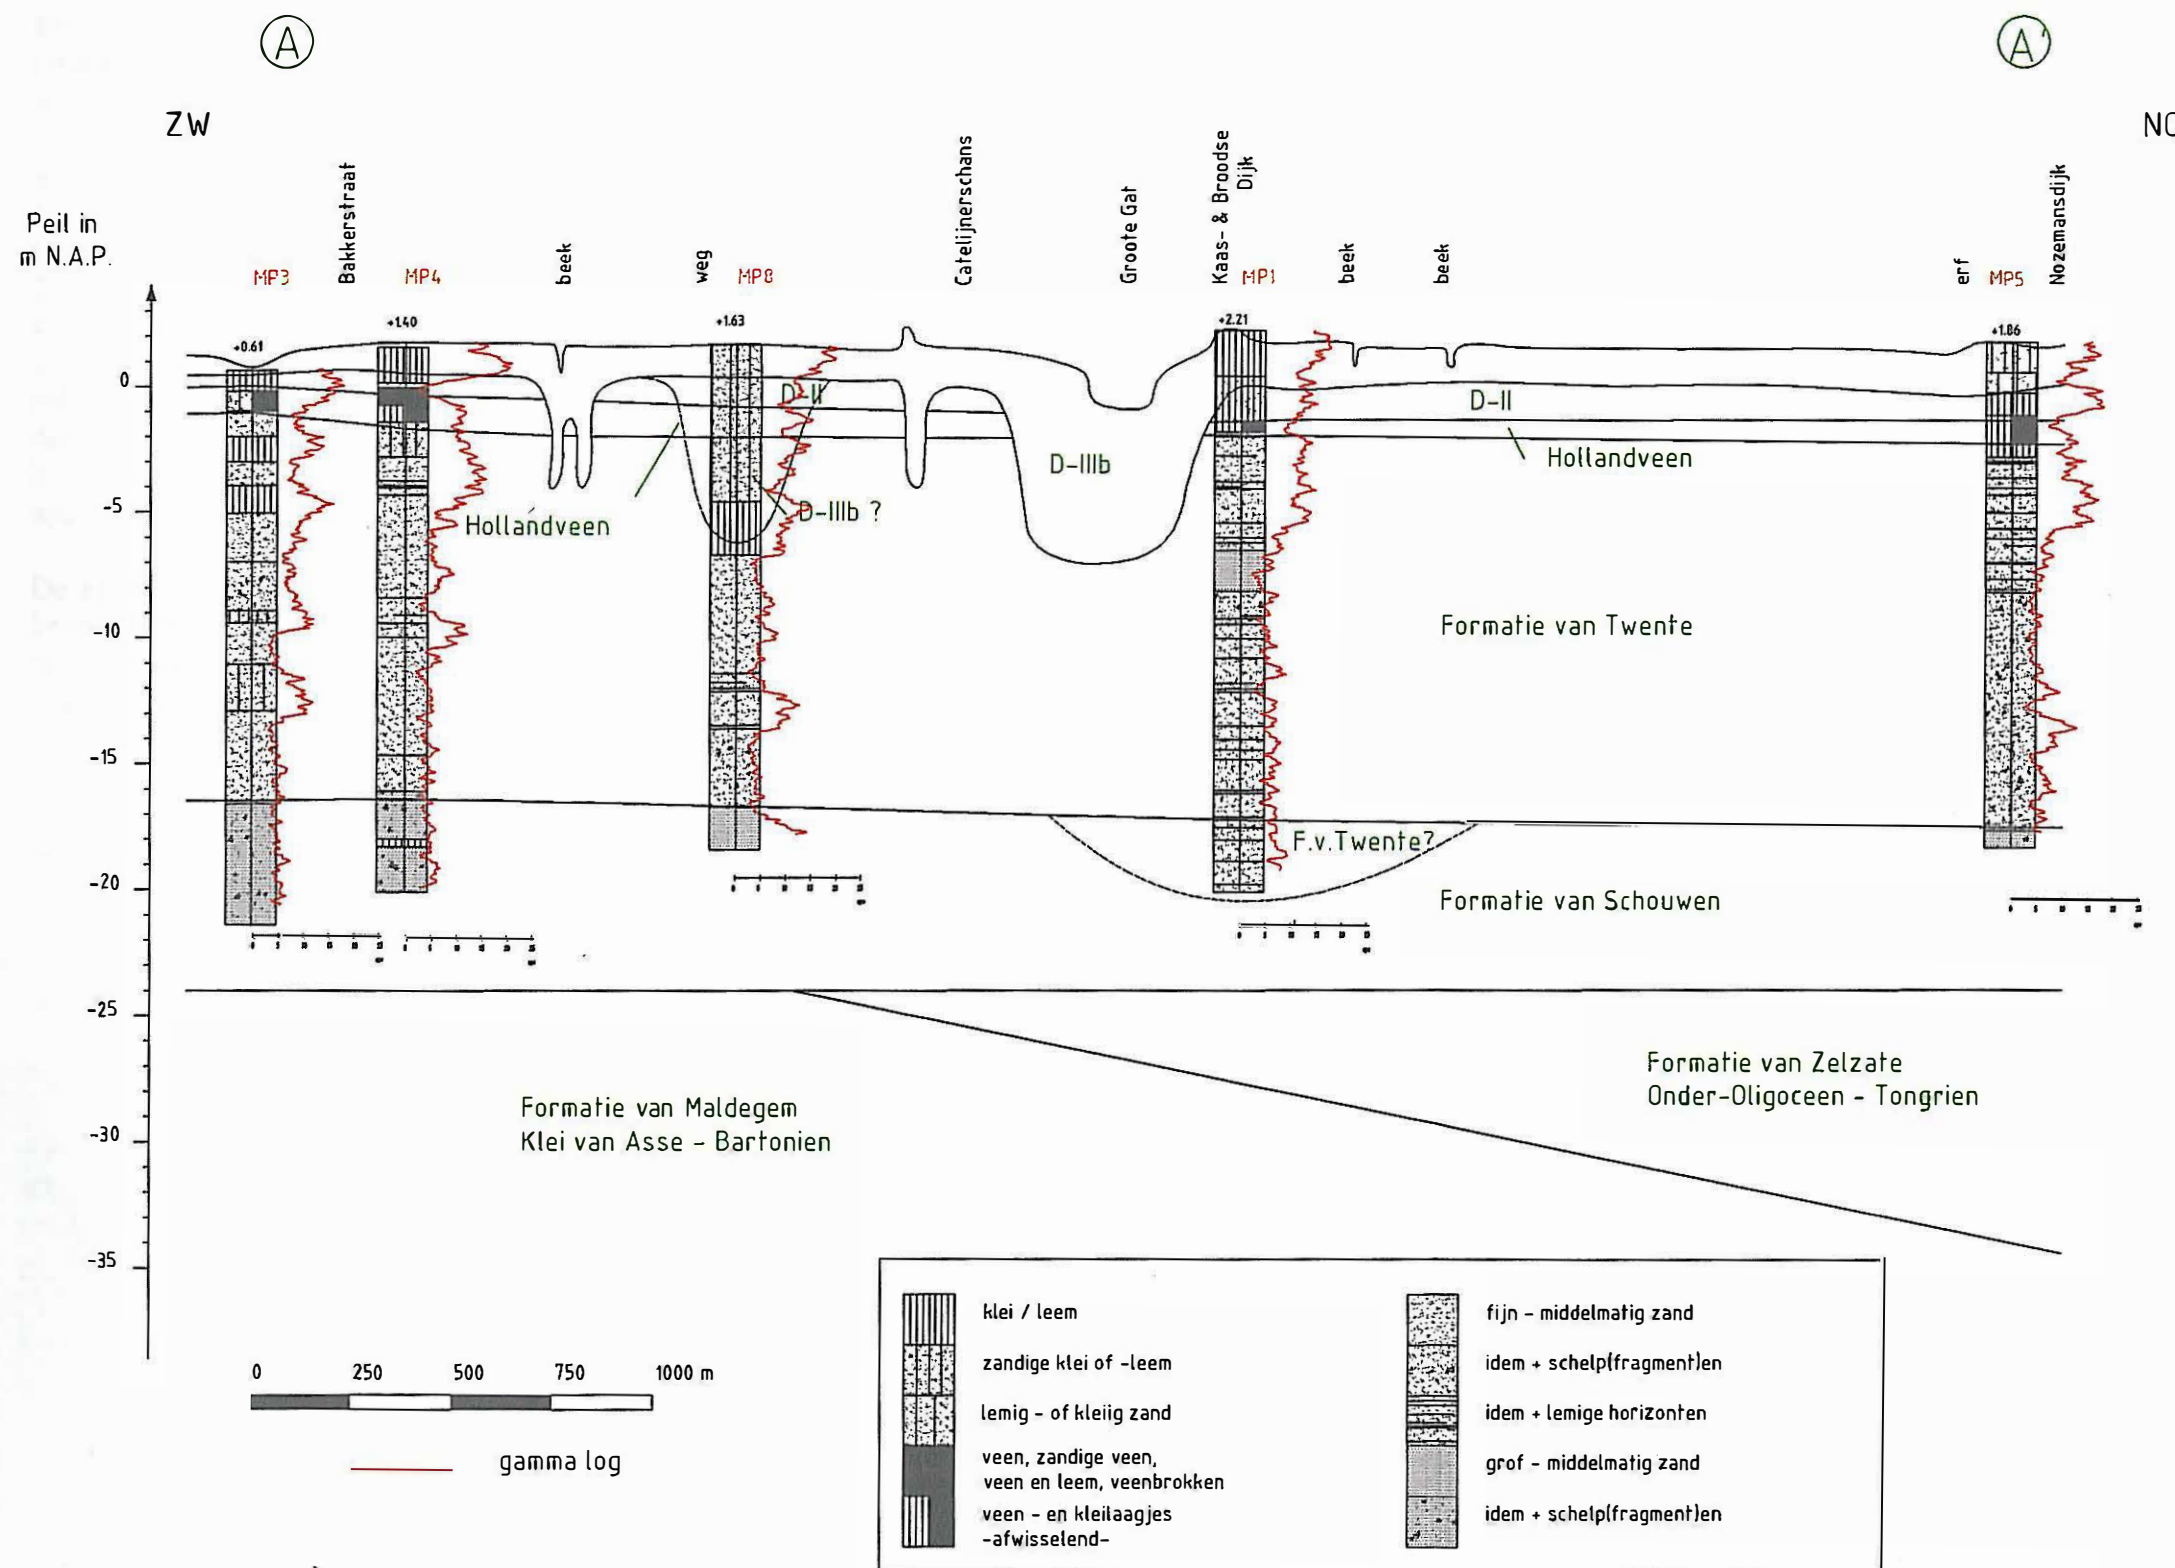 A
A'
ZW
Peil in
m N.A.P.
MP3
Bakkerstraat
MP4
beek
weg
MP8
Catelijnerschans
Groote Gat
Kaas- & Broodse
Dijk
MP1
beek
beek
erf
MP5
Nozemansdijk
+0.61
+1.40
+1.63
+2.21
+1.86
0
-5
-10
-15
-20
-25
-30
-35
D-II
D-II
Hollandveen
D-IIIb
Hollandveen
D-IIIb ?
Formatie van Twente
F.v.Twente?
Formatie van Schouwen
Formatie van Zelzate
Onder-Oligoceen - Tongrien
Formatie van Maldegem
Klei van Asse - Bartonien
0 250 500 750 1000 m
gamma log
klei / leem
zandige klei of -leem
lemig - of kleiig zand
veen, zandige veen,
veen en leem, veenbrokken
veen - en kleilaagjes
-afwisselend-
fijn - middelmatig zand
idem + schelp(fragment)en
idem + lemige horizonten
grof - middelmatig zand
idem + schelp(fragment)en